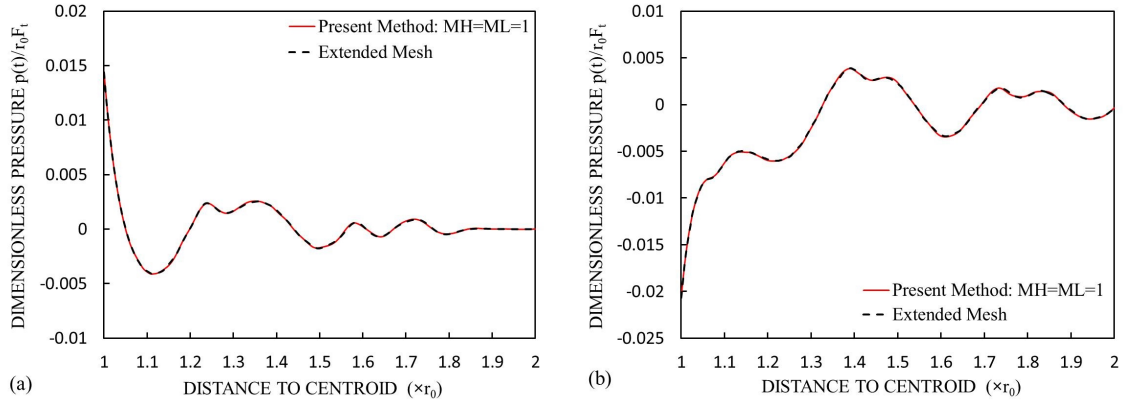 DIMENSIONLESS PRESSURE p(t)/r₀Fₜ
0.02
0.015
0.01
0.005
0
-0.005
-0.01
Present Method: MH=ML=1
Extended Mesh
1 1.1 1.2 1.3 1.4 1.5 1.6 1.7 1.8 1.9 2
(a) DISTANCE TO CENTROID (×r₀)
DIMENSIONLESS PRESSURE p(t)/r₀Fₜ
0.01
0.005
0
-0.005
-0.01
-0.015
-0.02
-0.025
Present Method: MH=ML=1
Extended Mesh
1 1.1 1.2 1.3 1.4 1.5 1.6 1.7 1.8 1.9 2
(b) DISTANCE TO CENTROID (×r₀)